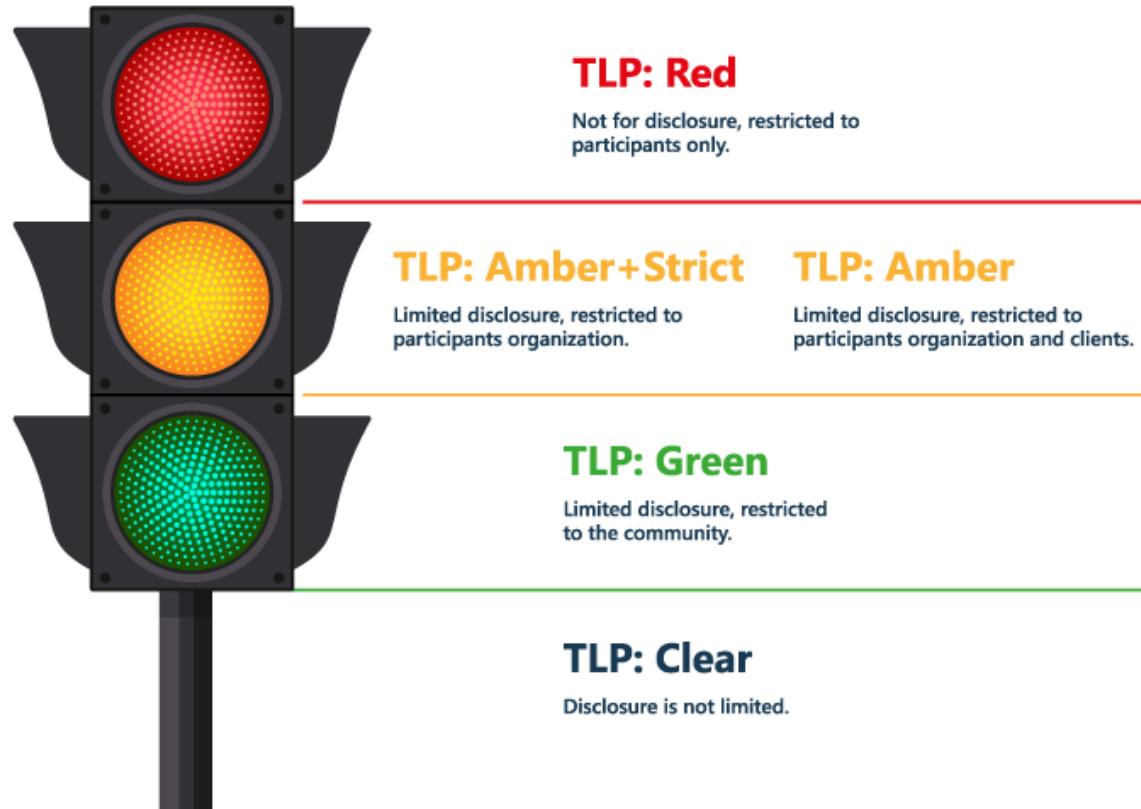 TLP: Red
Not for disclosure, restricted to
participants only.
TLP: Amber+Strict
Limited disclosure, restricted to
participants organization.
TLP: Amber
Limited disclosure, restricted to
participants organization and clients.
TLP: Green
Limited disclosure, restricted
to the community.
TLP: Clear
Disclosure is not limited.